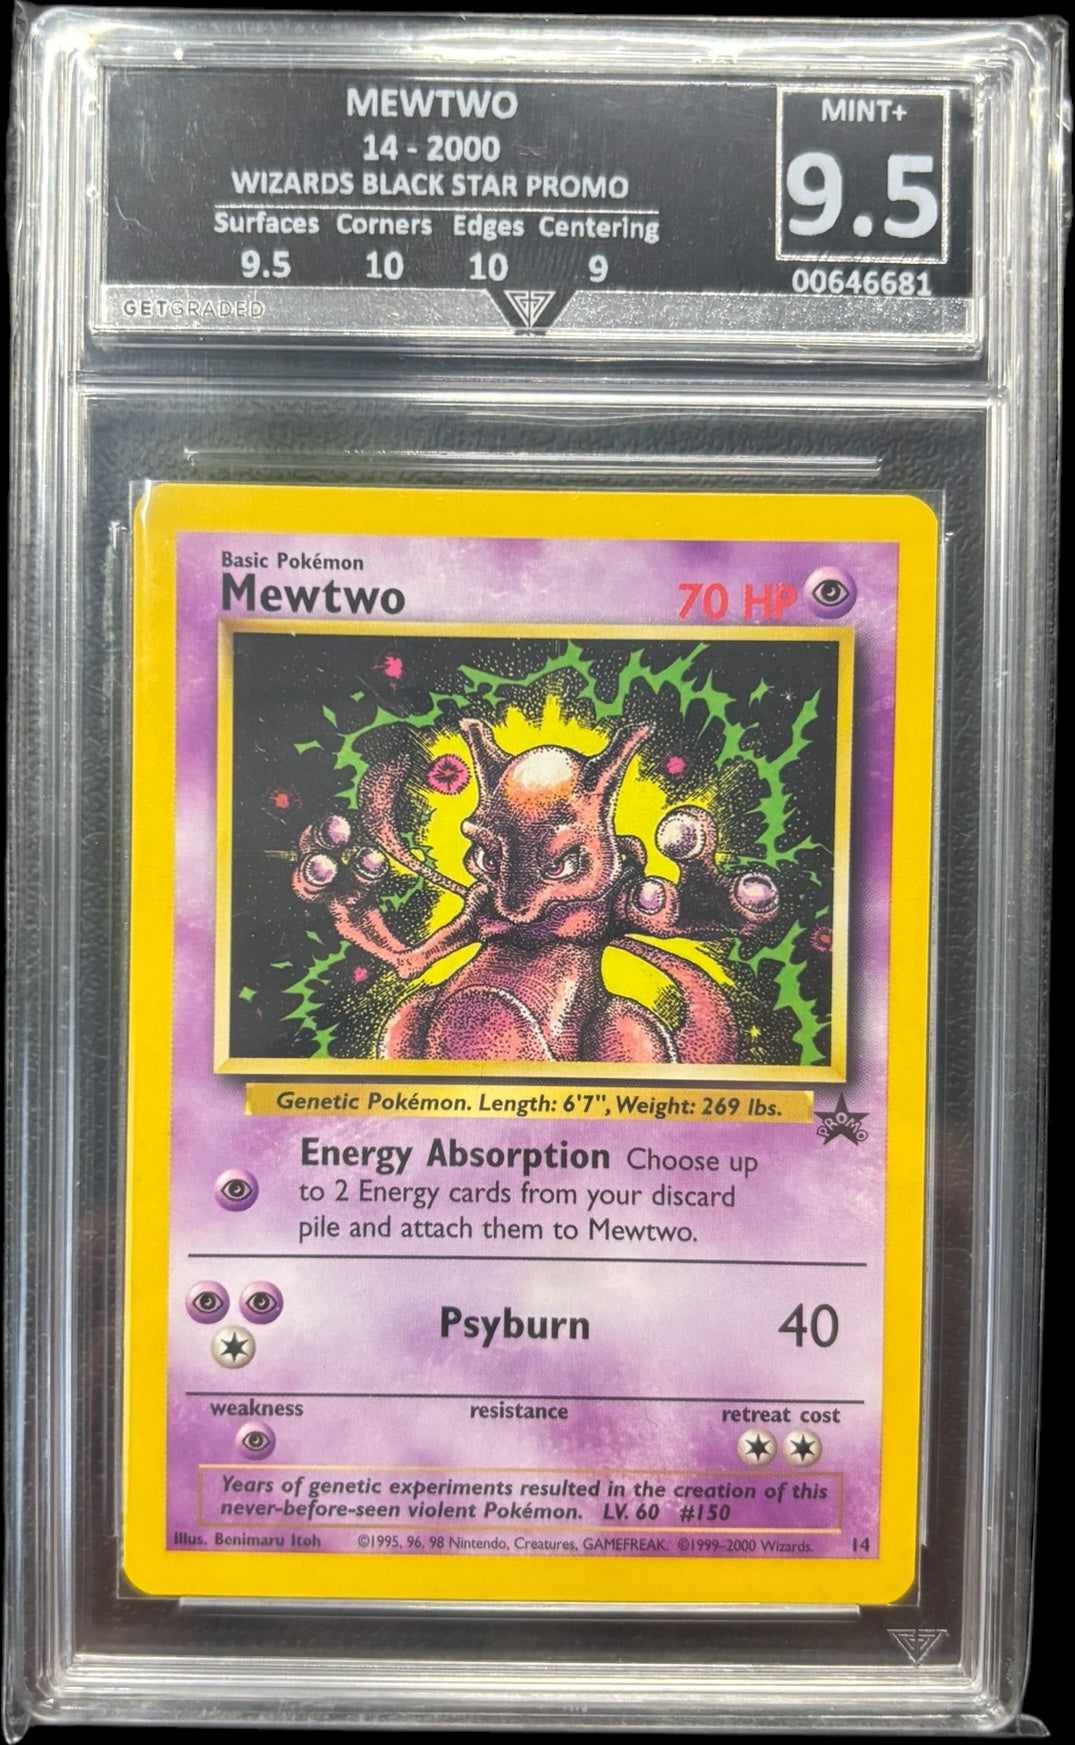 MEWTWO
14 - 2000
WIZARDS BLACK STAR PROMO
Surfaces Corners Edges Centering
9.5 10 10 9
MINT+
9.5
00646681
GETGRADED
Basic Pokémon
Mewtwo
70 HP
Genetic Pokémon. Length: 6'7", Weight: 269 lbs.
PROMO
Energy Absorption Choose up
to 2 Energy cards from your discard
pile and attach them to Mewtwo.
Psyburn 40
weakness resistance retreat cost
Years of genetic experiments resulted in the creation of this
never-before-seen violent Pokémon. LV. 60 #150
Illus. Benimaru Itoh ©1995, 96, 98 Nintendo, Creatures, GAMEFREAK. ©1999-2000 Wizards. 14